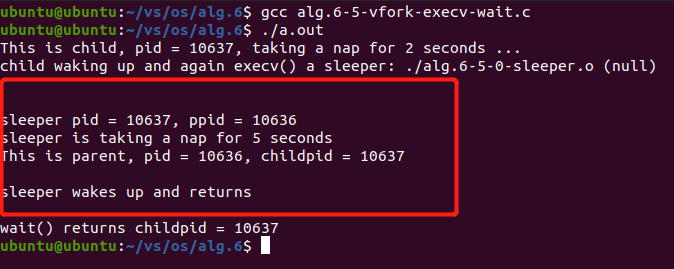 ubuntu@ubuntu:~/vs/os/alg.6$ gcc alg.6-5-vfork-execv-wait.c
ubuntu@ubuntu:~/vs/os/alg.6$ ./a.out
This is child, pid = 10637, taking a nap for 2 seconds ...
child waking up and again execv() a sleeper: ./alg.6-5-0-sleeper.o (null)
sleeper pid = 10637, ppid = 10636
sleeper is taking a nap for 5 seconds
This is parent, pid = 10636, childpid = 10637
sleeper wakes up and returns
wait() returns childpid = 10637
ubuntu@ubuntu:~/vs/os/alg.6$